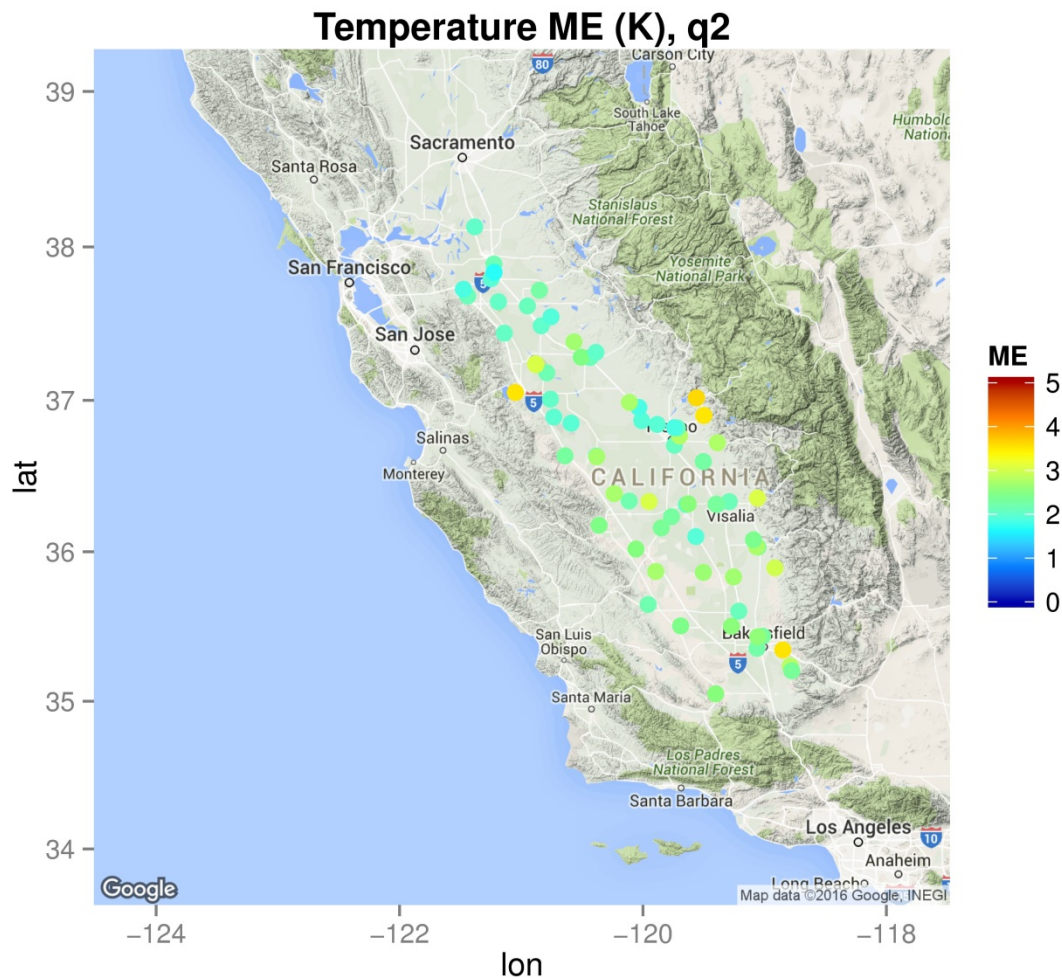 Temperature ME (K), q2
39
38
37
36
35
34
lat
−124
−122
−120
−118
lon
ME
5
4
3
2
1
0
80
Carson City
South Lake
Tahoe
Sacramento
Santa Rosa
Stanislaus
National Forest
San Francisco
5
Yosemite
National Park
San Jose
5
Salinas
Monterey
CALIFORNIA
Visalia
San Luis
Obispo
5
Santa Maria
Los Padres
National Forest
Santa Barbara
Los Angeles
10
Anaheim
Long Beach
Google
Map data ©2016 Google, INEGI